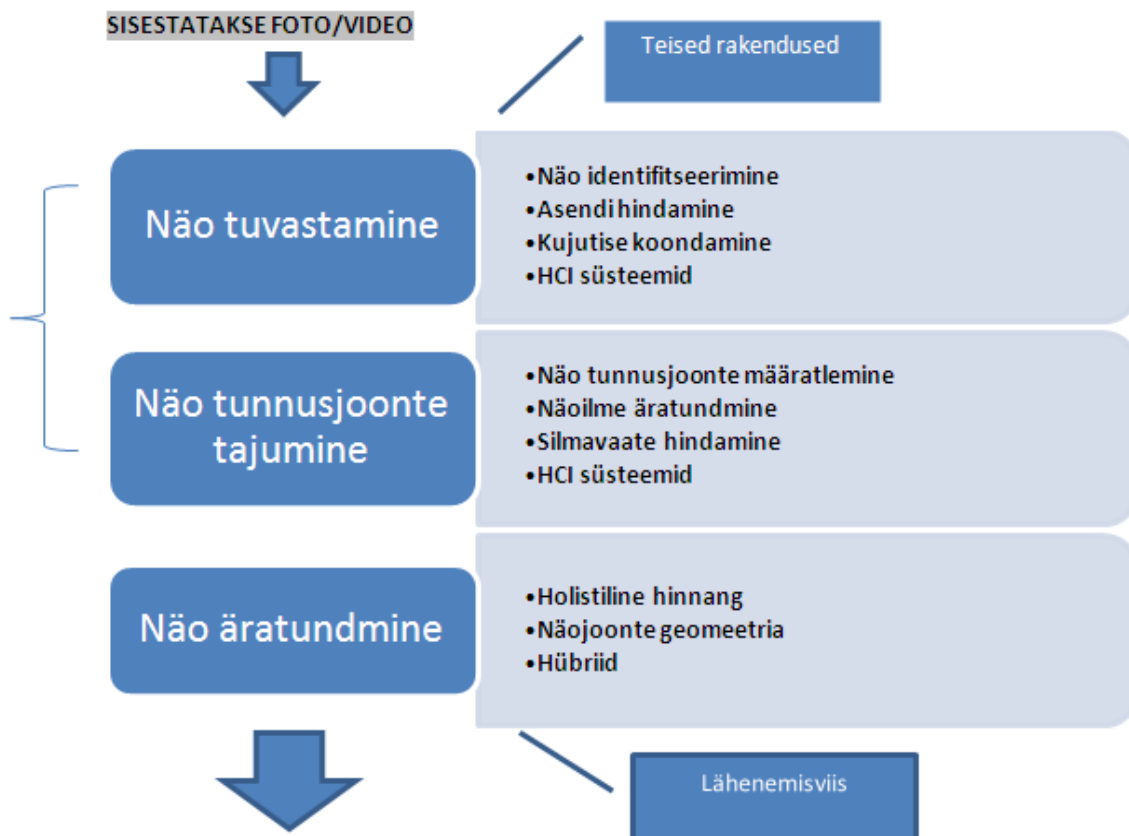 SISESTATAKSE FOTO/VIDEO
Teised rakendused
Näo tuvastamine
•Näo identifitseerimine
•Asendi hindamine
•Kujutise koondamine
•HCI süsteemid
Näo tunnusjoonte
tajumine
•Näo tunnusjoonte määratlemine
•Näoilme äratundmine
•Silmavaate hindamine
•HCI süsteemid
Näo äratundmine
•Holistiline hinnang
•Näojoonte geomeetria
•Hübriid
Lähenemisviis